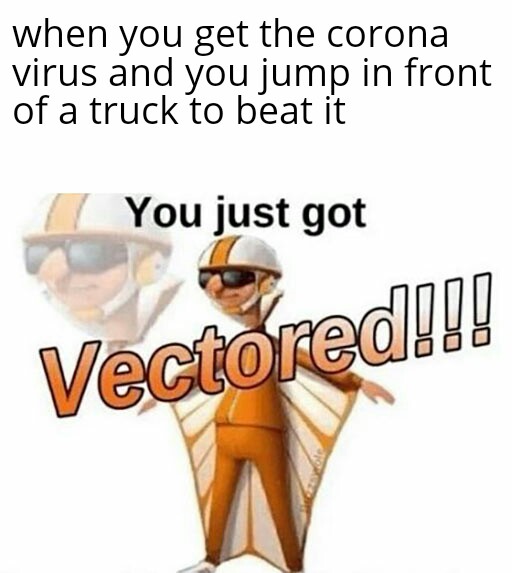 when you get the corona
virus and you jump in front
of a truck to beat it
You just got
Vectored!!!